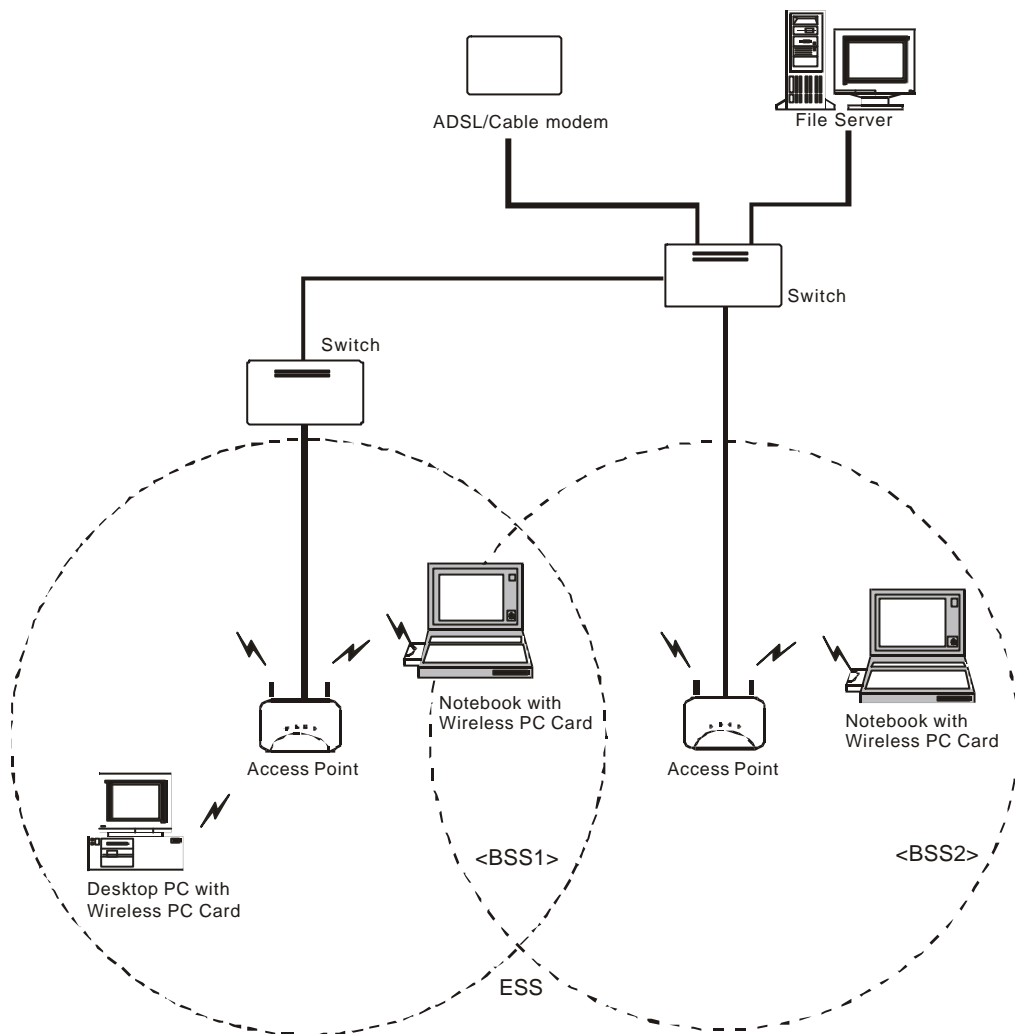 ADSL/Cable modem
File Server
Switch
Switch
Notebook with
Wireless PC Card
Notebook with
Wireless PC Card
Access Point
Access Point
<BSS1>
<BSS2>
Desktop PC with
Wireless PC Card
ESS